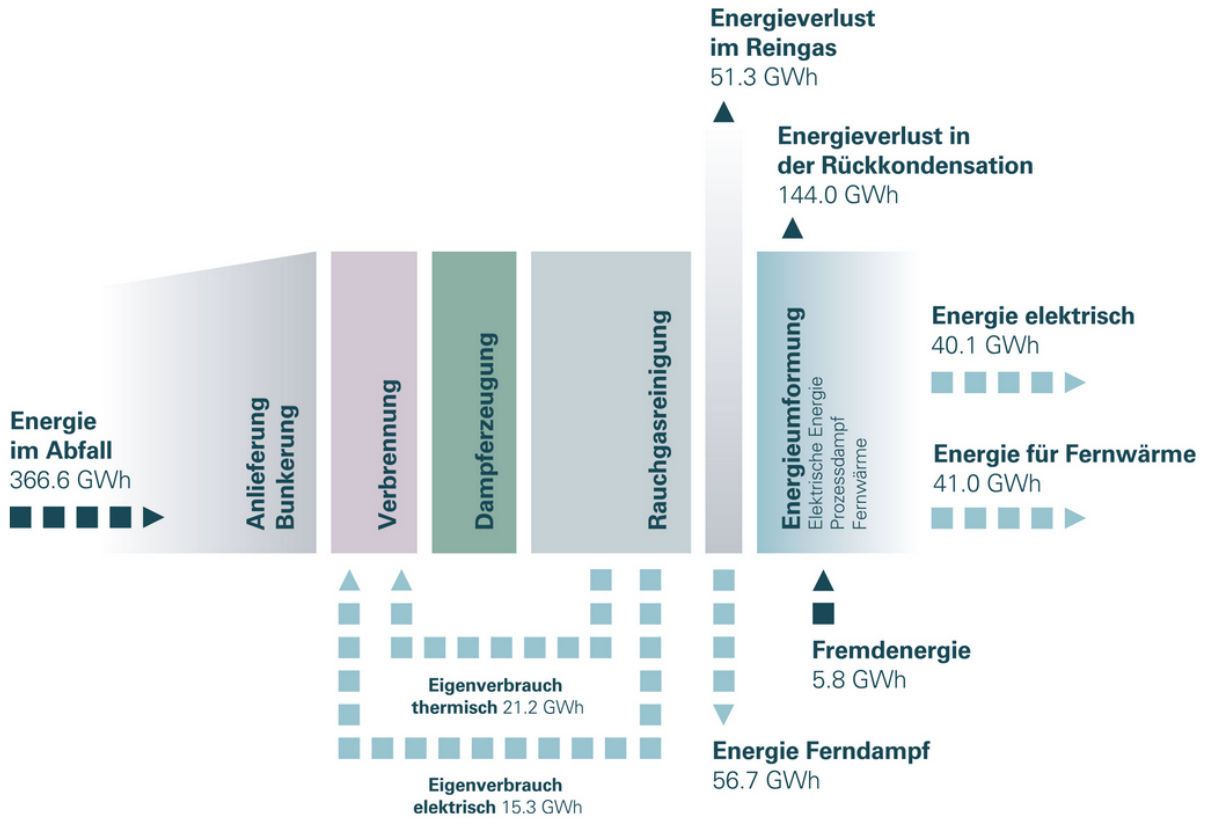 Energieverlust
im Reingas
51.3 GWh
Energieverlust in
der Rückkondensation
144.0 GWh
Energie
im Abfall
366.6 GWh
Anlieferung
Bunkerung
Verbrennung
Dampferzeugung
Rauchgasreinigung
Energieumformung
Elektrische Energie
Prozessdampf
Fernwärme
Energie elektrisch
40.1 GWh
Energie für Fernwärme
41.0 GWh
Fremdenergie
5.8 GWh
Eigenverbrauch
thermisch 21.2 GWh
Energie Ferndampf
56.7 GWh
Eigenverbrauch
elektrisch 15.3 GWh